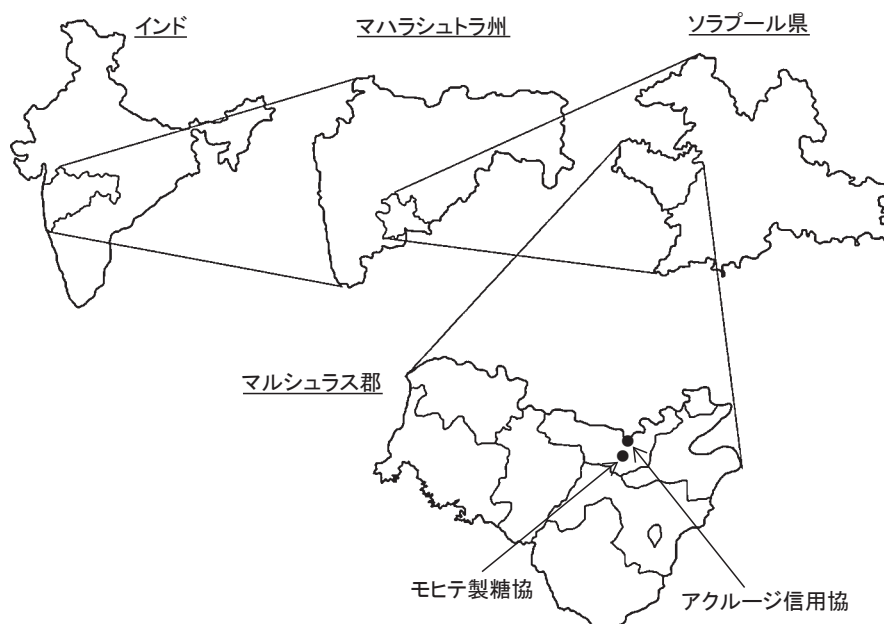 インド
マハラシュトラ州
ソラプール県
マルシュラス郡
モヒテ製糖協
アクルージ信用協